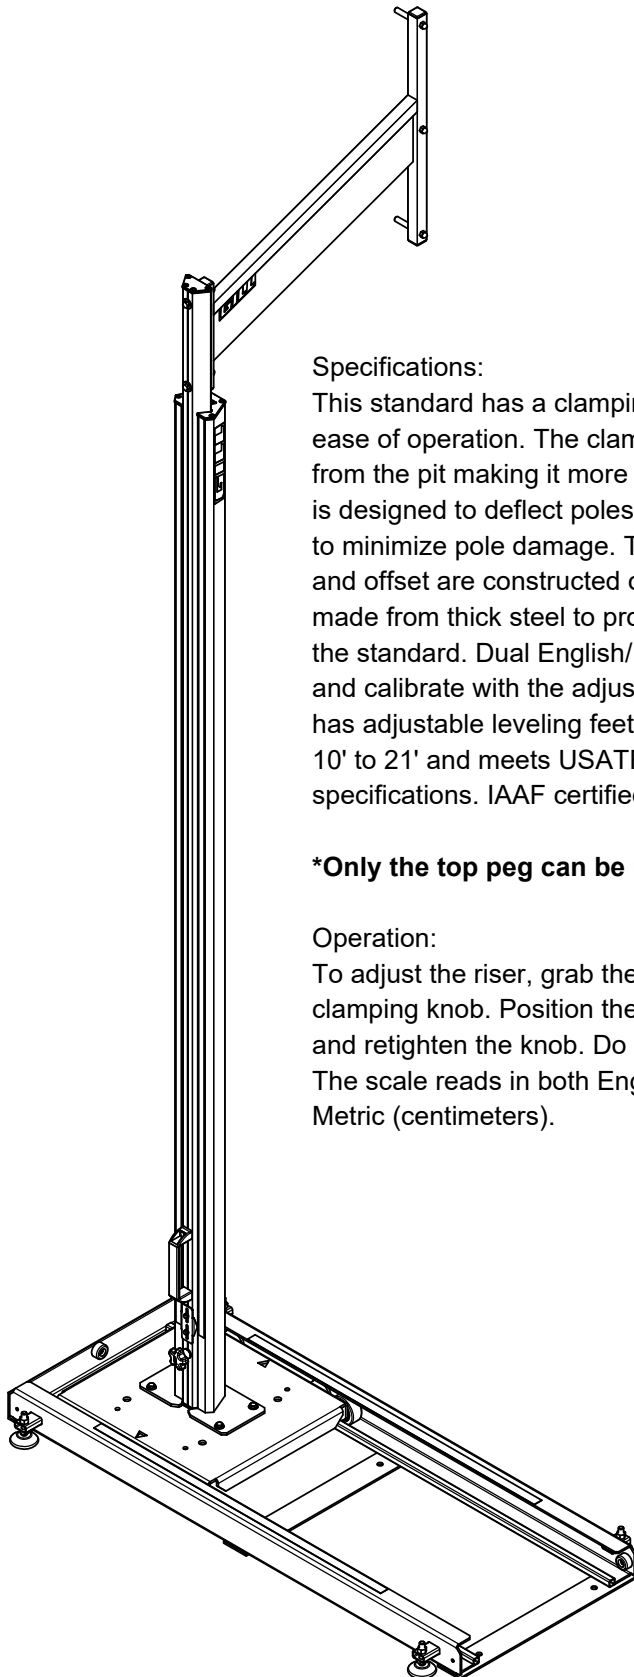 GILL
Specifications:
This standard has a clampin
ease of operation. The clam
from the pit making it more
is designed to deflect poles
to minimize pole damage. T
and offset are constructed o
made from thick steel to pro
the standard. Dual English/
and calibrate with the adjus
has adjustable leveling feet
10' to 21' and meets USATF
specifications. IAAF certified
*Only the top peg can be
Operation:
To adjust the riser, grab the
clamping knob. Position the
and retighten the knob. Do
The scale reads in both Eng
Metric (centimeters).